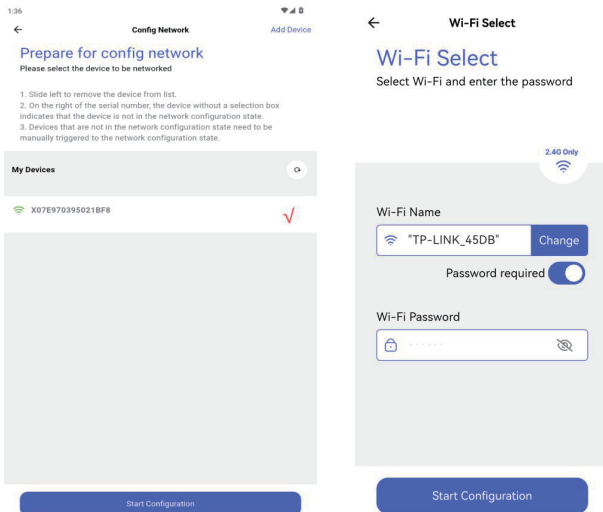 1:36
Config Network
Add Device
Prepare for config network
Please select the device to be networked
1. Slide left to remove the device from list.
2. On the right of the serial number, the device without a selection box
indicates that the device is not in the network configuration state.
3. Devices that are not in the network configuration state need to be
manually triggered to the network configuration state.
My Devices
X07E970395021BF8
Start Configuration
Wi-Fi Select
Wi-Fi Select
Select Wi-Fi and enter the password
2.4G Only
Wi-Fi Name
"TP-LINK_45DB"
Change
Password required
Wi-Fi Password
Start Configuration